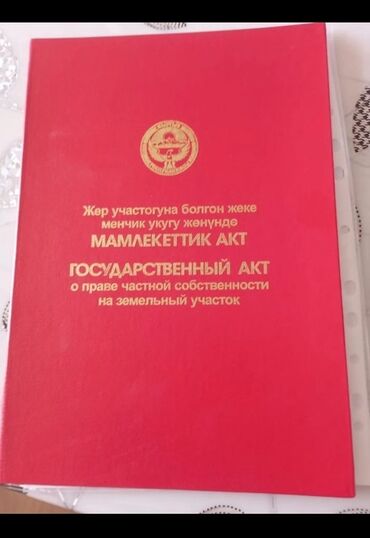 Жер участогуна болгон жеке
менчик укугу жөнүндө
МАМЛЕКЕТТИК АКТ
ГОСУДАРСТВЕННЫЙ АКТ
о праве частной собственности
на земельный участок